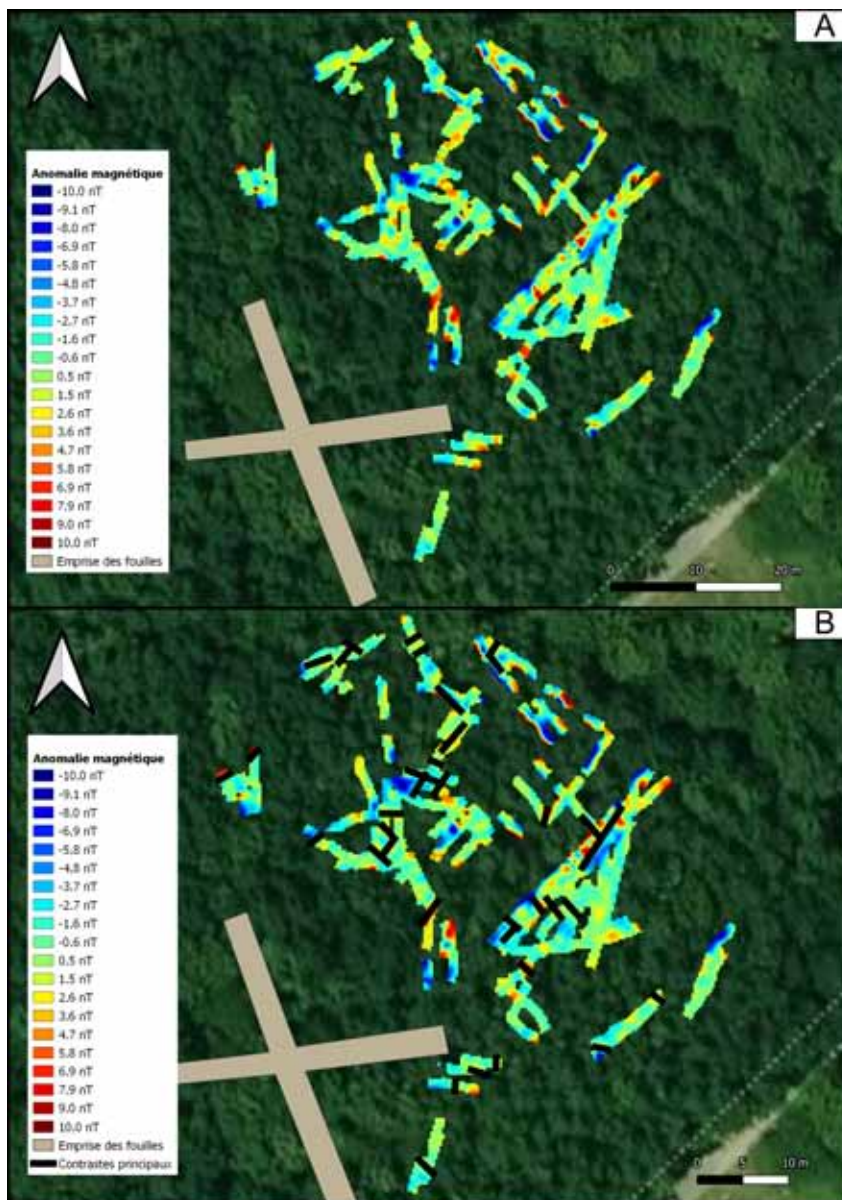 A
Anomalie magnétique
-10.0 nT
-9.1 nT
-8.0 nT
-6.9 nT
-5.8 nT
-4.8 nT
-3.7 nT
-2.7 nT
-1.6 nT
-0.6 nT
0.5 nT
1.5 nT
2.6 nT
3.6 nT
4.7 nT
5.8 nT
6.9 nT
7.9 nT
9.0 nT
10.0 nT
Emprise des fouilles
0 10 20 m
B
Anomalie magnétique
-10.0 nT
-9.1 nT
-8.0 nT
-6.9 nT
-5.8 nT
-4.8 nT
-3.7 nT
-2.7 nT
-1.6 nT
-0.6 nT
0.5 nT
1.5 nT
2.6 nT
3.6 nT
4.7 nT
5.8 nT
6.9 nT
7.9 nT
9.0 nT
10.0 nT
Emprise des fouilles
Contrastes principaux
0 5 10 m